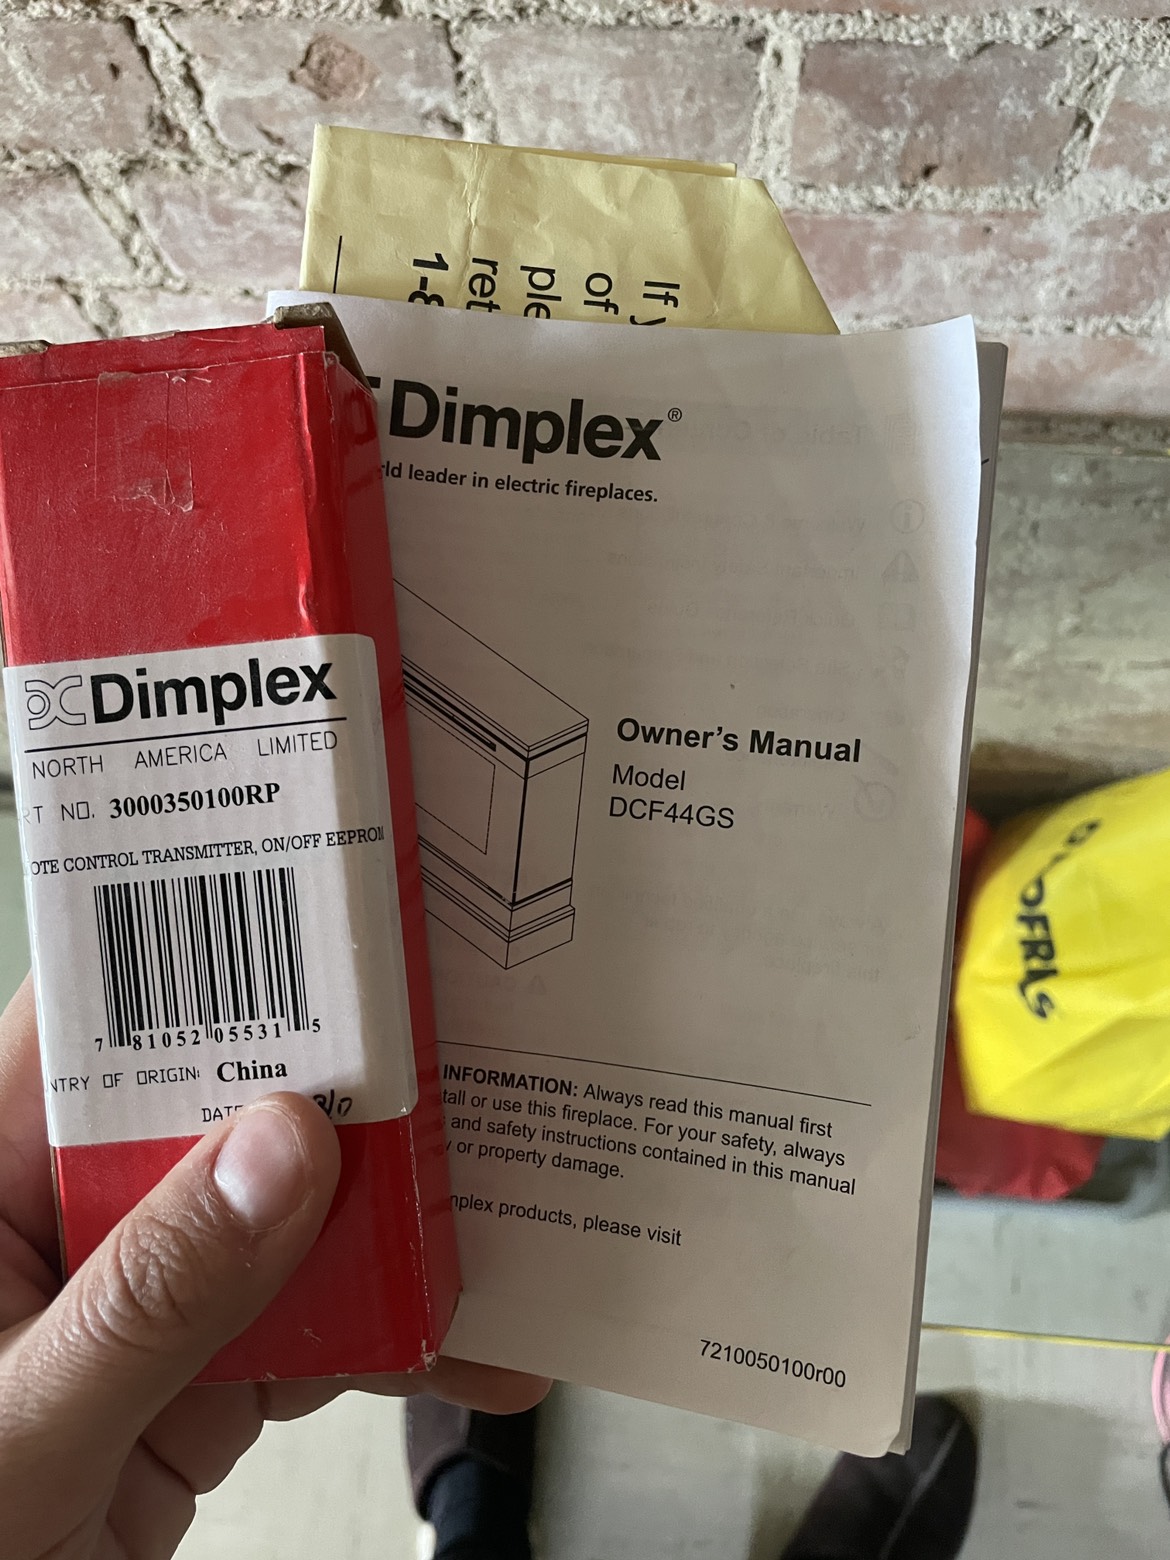 If
of
ple
ret
1-8
Dimplex®
rld leader in electric fireplaces.
Owner's Manual
Model
DCF44GS
INFORMATION: Always read this manual first
tall or use this fireplace. For your safety, always
and safety instructions contained in this manual
y or property damage.
mplex products, please visit
7210050100r00
Dimplex
NORTH AMERICA LIMITED
RT NO. 3000350100RP
OTE CONTROL TRANSMITTER, ON/OFF EEPROM
7 81052 05531 5
NTRY OF ORIGIN: China
DATE